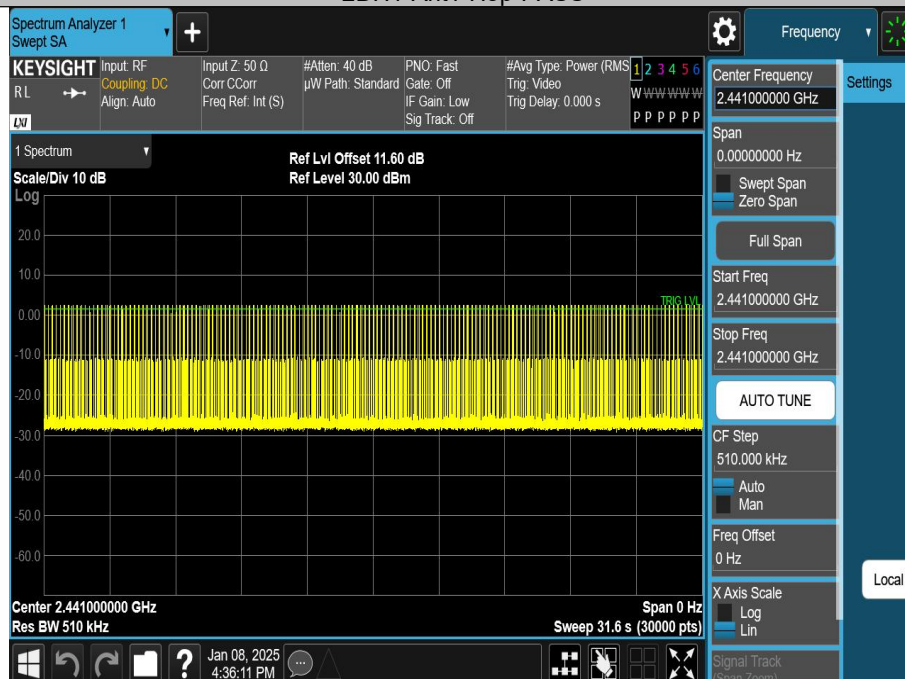 Spectrum Analyzer 1
Swept SA
Frequency
KEYSIGHT
RL
LXI
Input: RF
Coupling: DC
Align: Auto
Input Z: 50 Ω
Corr CCorr
Freq Ref: Int (S)
#Atten: 40 dB
µW Path: Standard
PNO: Fast
Gate: Off
IF Gain: Low
Sig Track: Off
#Avg Type: Power (RMS
Trig: Video
Trig Delay: 0.000 s
1 2 3 4 5 6
W W W W W W
P P P P P P
1 Spectrum
Scale/Div 10 dB
Log
Ref Lvl Offset 11.60 dB
Ref Level 30.00 dBm
20.0
10.0
0.00
-10.0
-20.0
-30.0
-40.0
-50.0
-60.0
TRIG LVL
Center 2.441000000 GHz
Res BW 510 kHz
Span 0 Hz
Sweep 31.6 s (30000 pts)
Center Frequency
2.441000000 GHz
Span
0.00000000 Hz
Swept Span
Zero Span
Full Span
Start Freq
2.441000000 GHz
Stop Freq
2.441000000 GHz
AUTO TUNE
CF Step
510.000 kHz
Auto
Man
Freq Offset
0 Hz
X Axis Scale
Log
Lin
Signal Track
(Span Zoom)
Settings
Local
Jan 08, 2025
4:36:11 PM